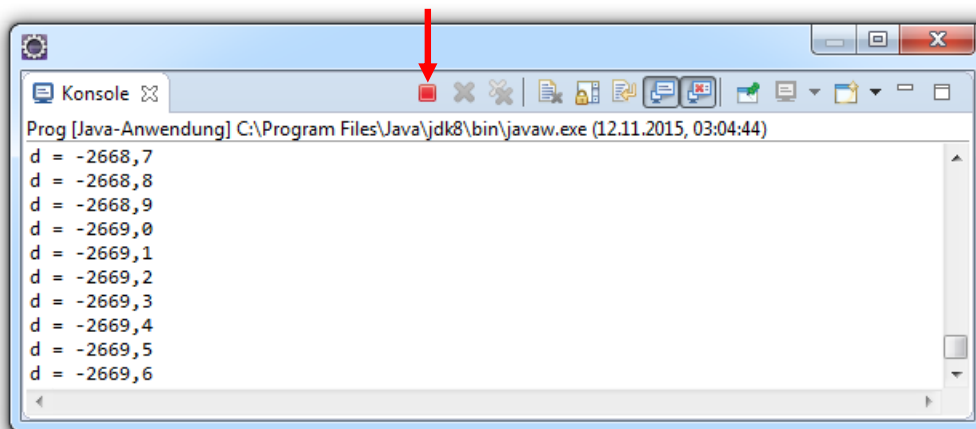 Konsole
Prog [Java-Anwendung] C:\Program Files\Java\jdk8\bin\javaw.exe (12.11.2015, 03:04:44)
d = -2668,7
d = -2668,8
d = -2668,9
d = -2669,0
d = -2669,1
d = -2669,2
d = -2669,3
d = -2669,4
d = -2669,5
d = -2669,6